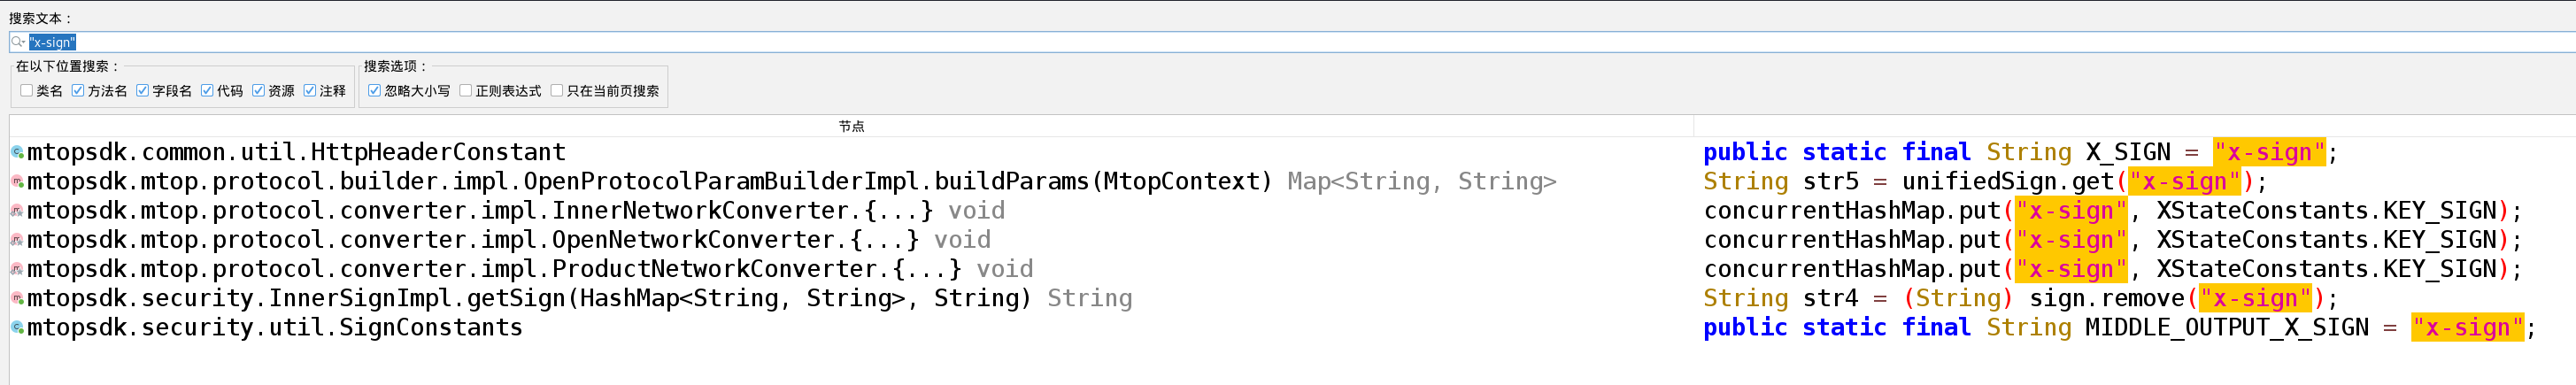 搜索文本：
"x-sign"
在以下位置搜索： 搜索选项：
类名 方法名 字段名 代码 资源 注释 忽略大小写 正则表达式 只在当前页搜索
节点
mtopsdk.common.util.HttpHeaderConstant public static final String X_SIGN = "x-sign";
mtopsdk.mtop.protocol.builder.impl.OpenProtocolParamBuilderImpl.buildParams(MtopContext) Map<String, String> String str5 = unifiedSign.get("x-sign");
mtopsdk.mtop.protocol.converter.impl.InnerNetworkConverter.{...} void concurrentHashMap.put("x-sign", XStateConstants.KEY_SIGN);
mtopsdk.mtop.protocol.converter.impl.OpenNetworkConverter.{...} void concurrentHashMap.put("x-sign", XStateConstants.KEY_SIGN);
mtopsdk.mtop.protocol.converter.impl.ProductNetworkConverter.{...} void concurrentHashMap.put("x-sign", XStateConstants.KEY_SIGN);
mtopsdk.security.InnerSignImpl.getSign(HashMap<String, String>, String) String String str4 = (String) sign.remove("x-sign");
mtopsdk.security.util.SignConstants public static final String MIDDLE_OUTPUT_X_SIGN = "x-sign";